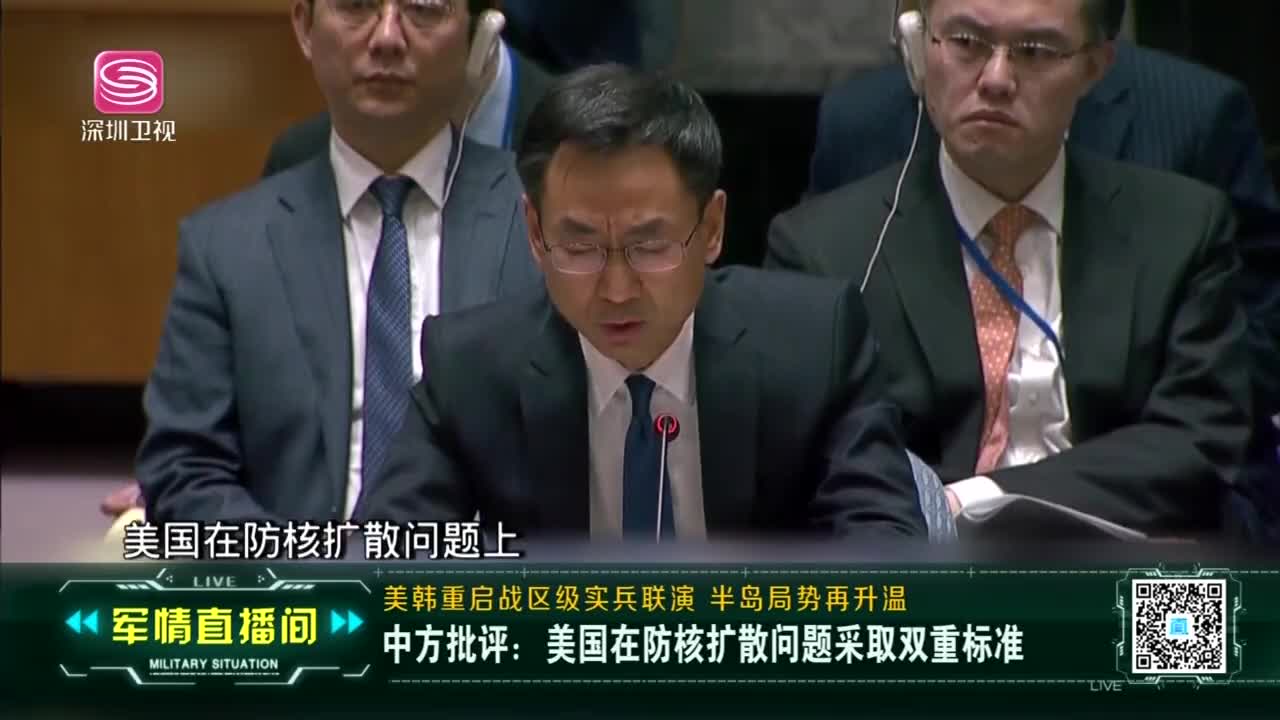 深圳卫视
美国在防核扩散问题上
LIVE
军情直播间
MILITARY SITUATION
美韩重启战区级实兵联演 半岛局势再升温
中方批评：美国在防核扩散问题采取双重标准
直
LIVE